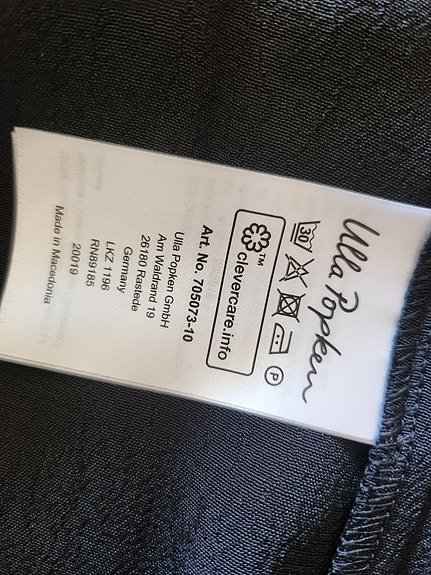 Ulla Popken
30 P
clevercare.info
TM
Art. No. 705073-10
Ulla Popken GmbH
Am Waldrand 19
26180 Rastede
Germany
LKZ 1196
RN89185
20019
Made in Macedonia